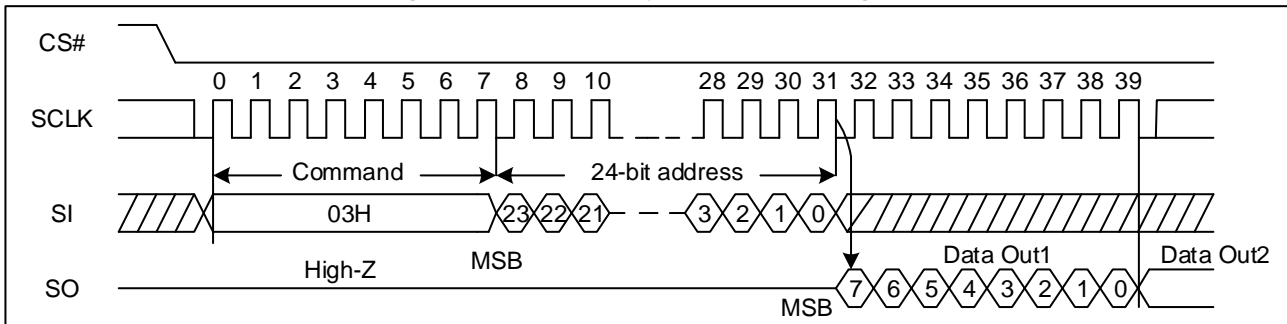 CS#
0 1 2 3 4 5 6 7 8 9 10 28 29 30 31 32 33 34 35 36 37 38 39
SCLK
Command 24-bit address
SI 03H 23 22 21 3 2 1 0
High-Z MSB Data Out1 Data Out2
SO 7 6 5 4 3 2 1 0
MSB